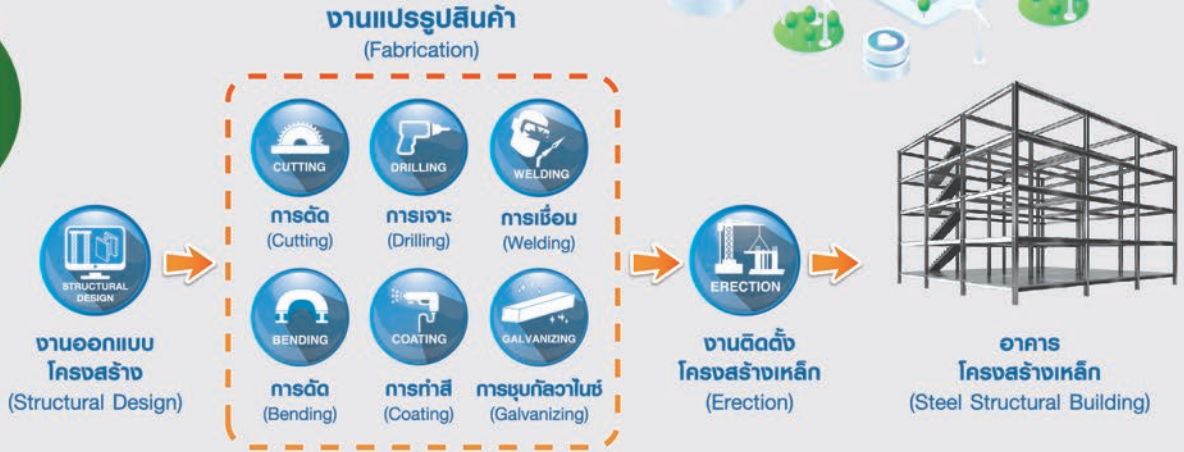 งานแปรรูปสินค้า
(Fabrication)
CUTTING
DRILLING
WELDING
การตัด
(Cutting)
การเจาะ
(Drilling)
การเชื่อม
(Welding)
STRUCTURAL
DESIGN
งานออกแบบ
โครงสร้าง
(Structural Design)
BENDING
COATING
GALVANIZING
การดัด
(Bending)
การทำสี
(Coating)
การชุบกัลวาไนซ์
(Galvanizing)
ERECTION
งานติดตั้ง
โครงสร้างเหล็ก
(Erection)
อาคาร
โครงสร้างเหล็ก
(Steel Structural Building)